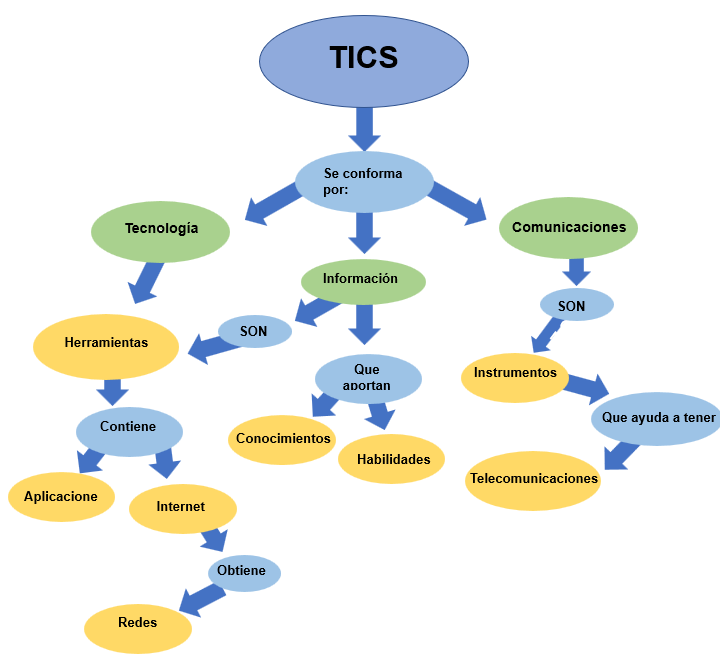 TICS
Se conforma
por:
Tecnología
Comunicaciones
Información
SON
SON
Herramientas
Que
aportan
Instrumentos
Contiene
Que ayuda a tener
Conocimientos
Habilidades
Telecomunicaciones
Aplicacione
Internet
Obtiene
Redes